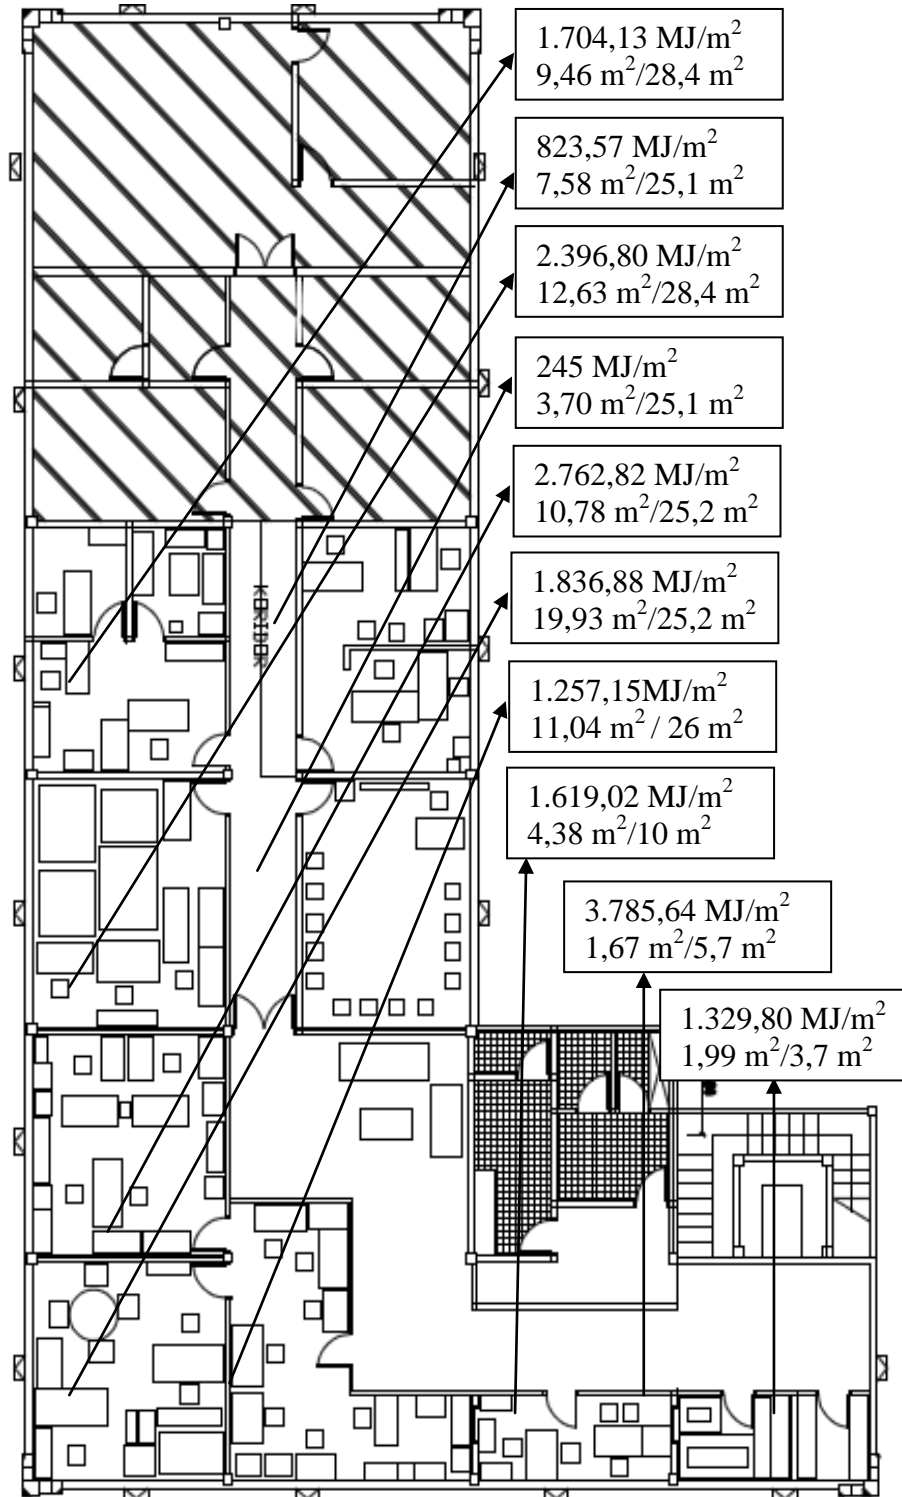 1.704,13 MJ/m²
9,46 m²/28,4 m²
823,57 MJ/m²
7,58 m²/25,1 m²
2.396,80 MJ/m²
12,63 m²/28,4 m²
245 MJ/m²
3,70 m²/25,1 m²
2.762,82 MJ/m²
10,78 m²/25,2 m²
1.836,88 MJ/m²
19,93 m²/25,2 m²
KORIDOR
1.257,15MJ/m²
11,04 m² / 26 m²
1.619,02 MJ/m²
4,38 m²/10 m²
3.785,64 MJ/m²
1,67 m²/5,7 m²
1.329,80 MJ/m²
1,99 m²/3,7 m²